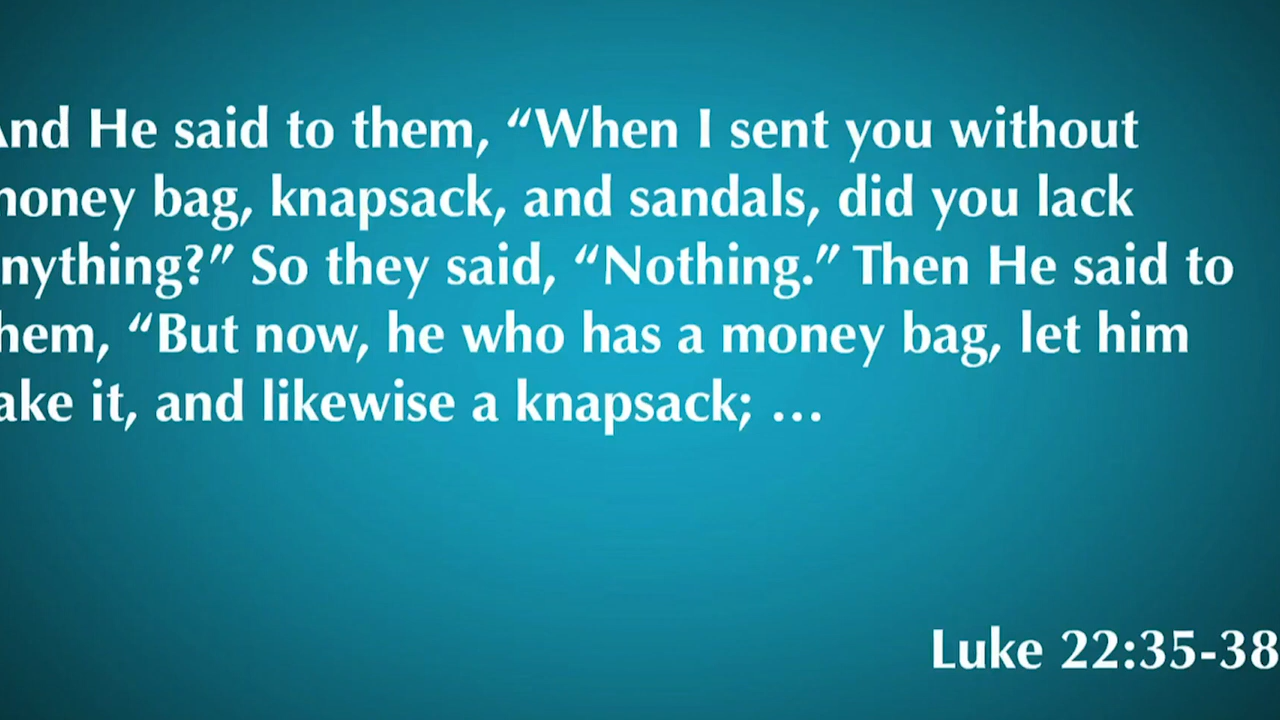 And He said to them, “When I sent you without
money bag, knapsack, and sandals, did you lack
nything?” So they said, “Nothing.” Then He said to
hem, “But now, he who has a money bag, let him
ake it, and likewise a knapsack; …
Luke 22:35-38